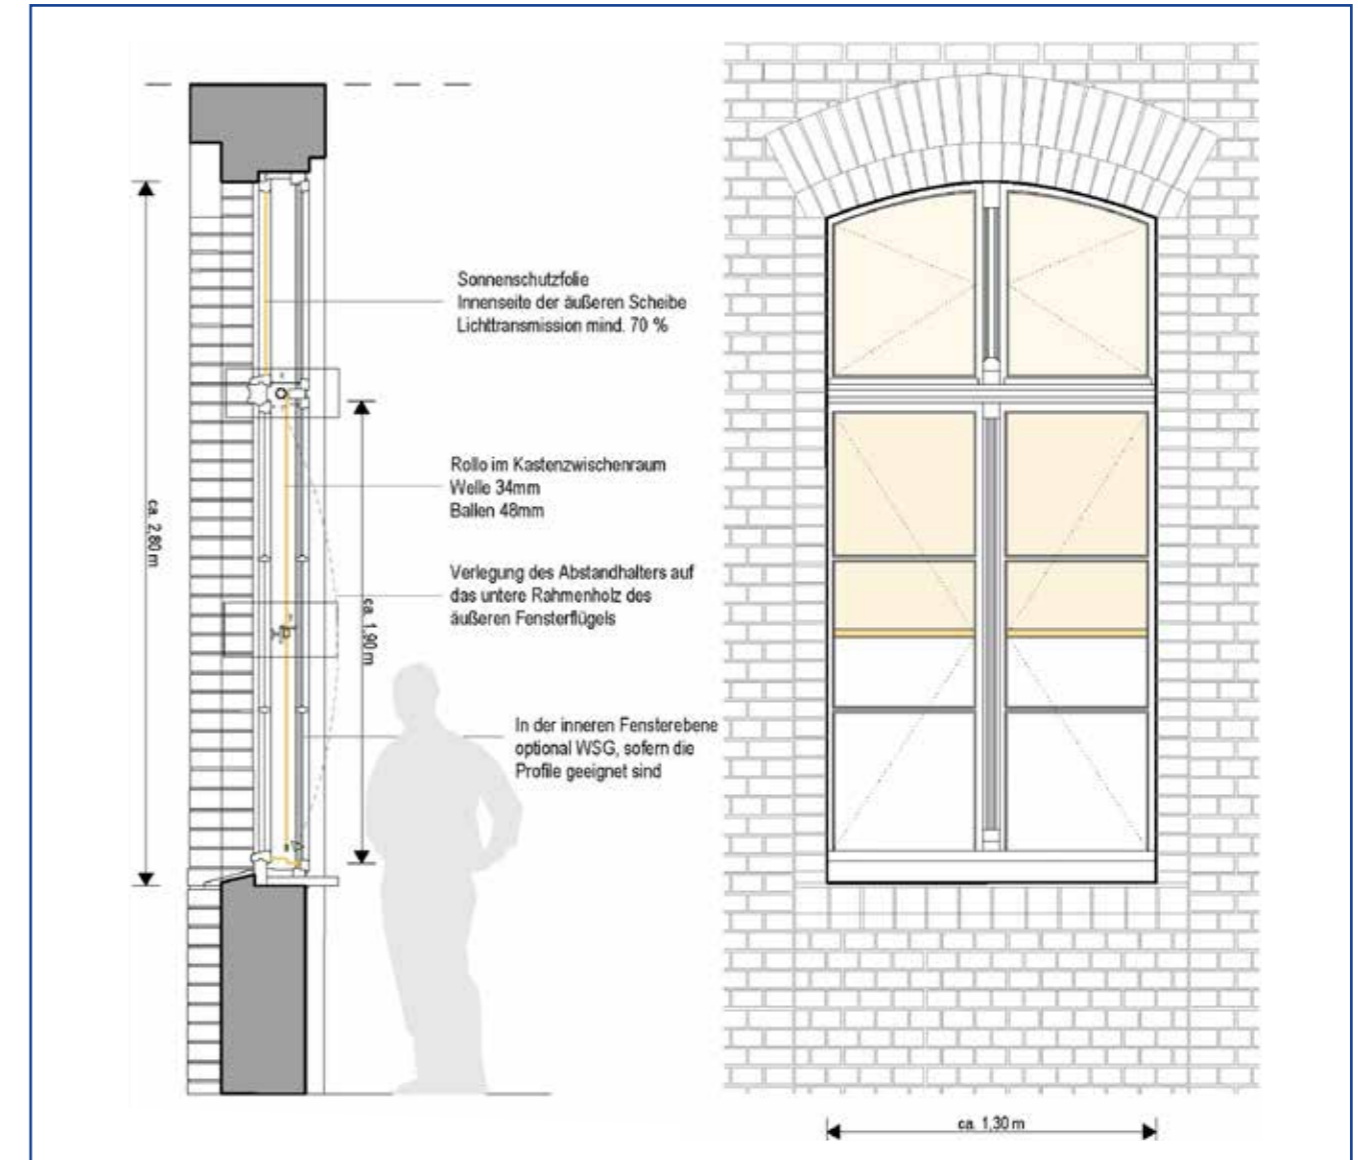 Sonnenschutzfolie
Innenseite der äußeren Scheibe
Lichttransmission mind. 70 %
Rollo im Kastenzwischenraum
Welle 34mm
Ballen 48mm
ca. 2,80 m
Verlegung des Abstandhalters auf
das untere Rahmenholz des
äußeren Fensterflügels
ca. 1,90 m
In der inneren Fensterebene
optional WSG, sofern die
Profile geeignet sind
ca. 1,30 m